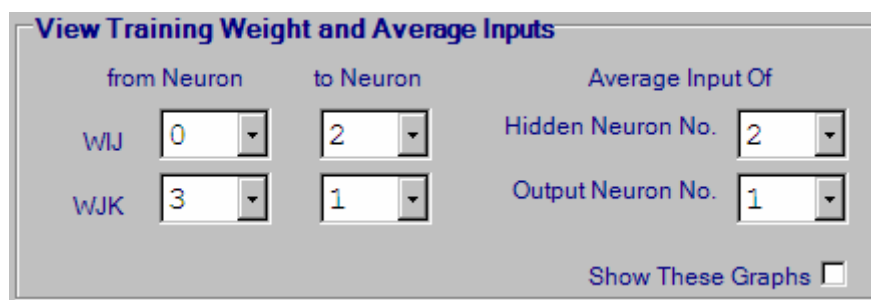 View Training Weight and Average Inputs
from Neuron to Neuron Average Input Of
WIJ 0 2 Hidden Neuron No. 2
WJK 3 1 Output Neuron No. 1
Show These Graphs